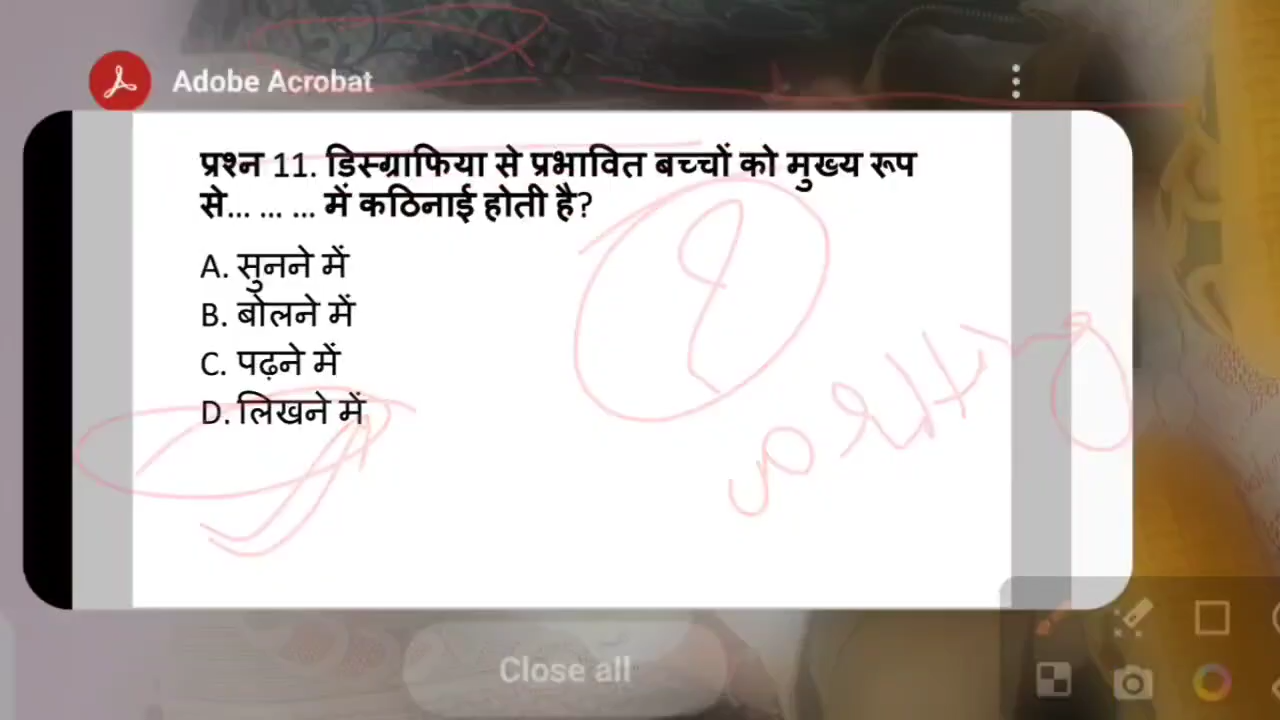 Adobe Acrobat
प्रश्न 11. डिस्ग्राफिया से प्रभावित बच्चों को मुख्य रूप
से... ... ... में कठिनाई होती है?
A. सुनने में
B. बोलने में
C. पढ़ने में
D. लिखने में
Close all